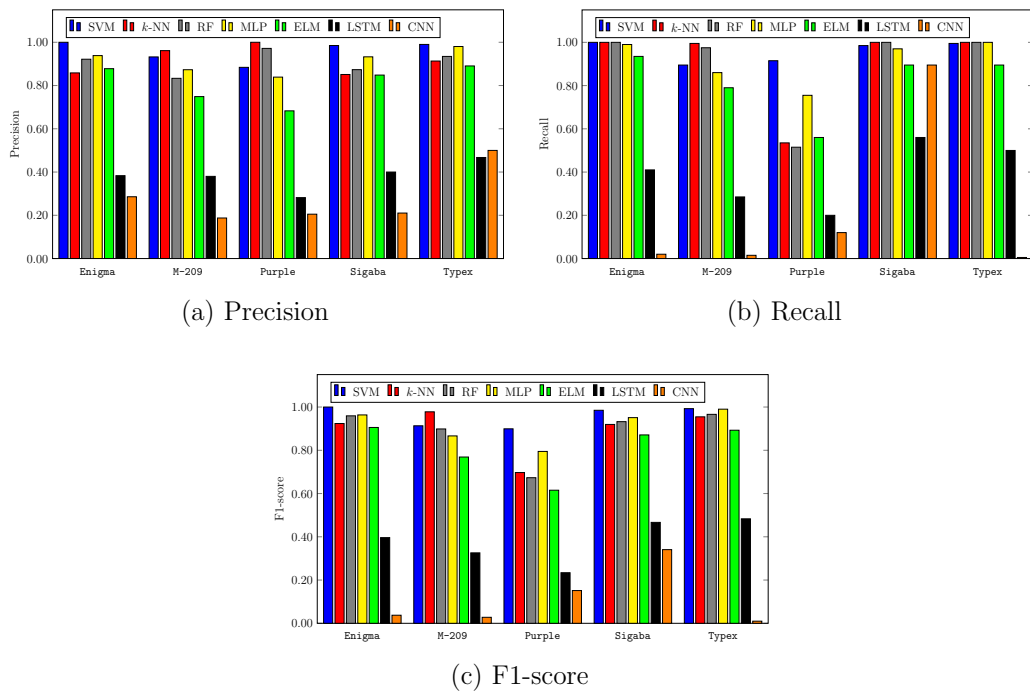 SVM k-NN RF MLP ELM LSTM CNN
1.00
0.80
0.60
0.40
0.20
0.00
Precision
Enigma M-209 Purple Sigaba Typex
(a) Precision
SVM k-NN RF MLP ELM LSTM CNN
1.00
0.80
0.60
0.40
0.20
0.00
Recall
Enigma M-209 Purple Sigaba Typex
(b) Recall
SVM k-NN RF MLP ELM LSTM CNN
1.00
0.80
0.60
0.40
0.20
0.00
F1-score
Enigma M-209 Purple Sigaba Typex
(c) F1-score